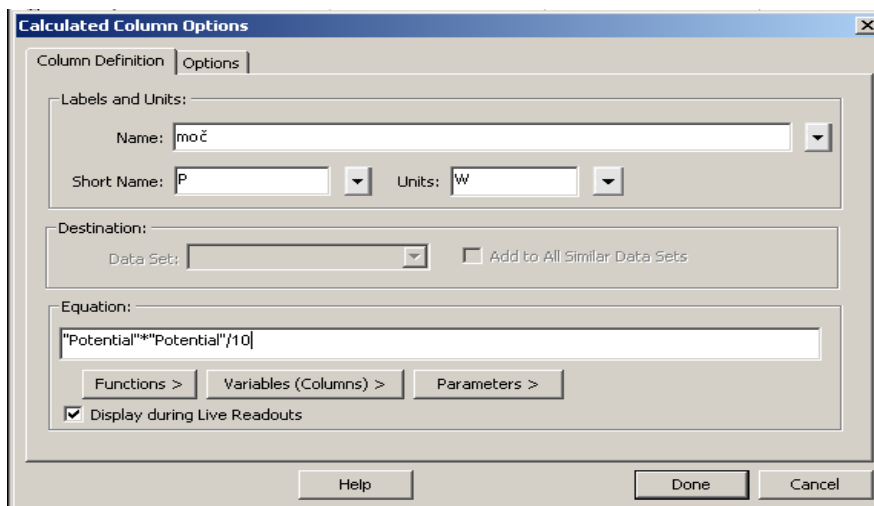 Calculated Column Options
Column Definition Options
Labels and Units:
Name: moč
Short Name: P Units: W
Destination:
Data Set: Add to All Similar Data Sets
Equation:
"Potential"*"Potential"/10
Functions > Variables (Columns) > Parameters >
Display during Live Readouts
Help Done Cancel